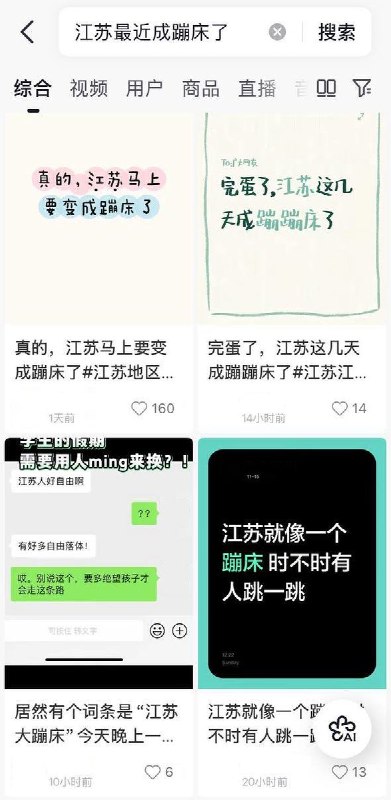 江苏最近成蹦床了
搜索
综合 视频 用户 商品 直播 音
真的,江苏马上
要变成蹦床了
完蛋了,江苏这几
天成蹦蹦床了
真的,江苏马上要变
成蹦床了#江苏地区...
1天前
160
完蛋了,江苏这几天
成蹦蹦床了#江苏江...
14小时前
14
学生的假期
需要用人ming来换?!
江苏人好自由啊
??
有好多自由落体!
哎。别说这个,要多绝望孩子才
会走这条路
居然有个词条是“江苏
大蹦床”今天晚上一...
10小时前
6
江苏就像一个
蹦床 时不时有
人跳一跳
Sunday
江苏就像一个蹦
不时有人跳一跳
20小时前
13
AI